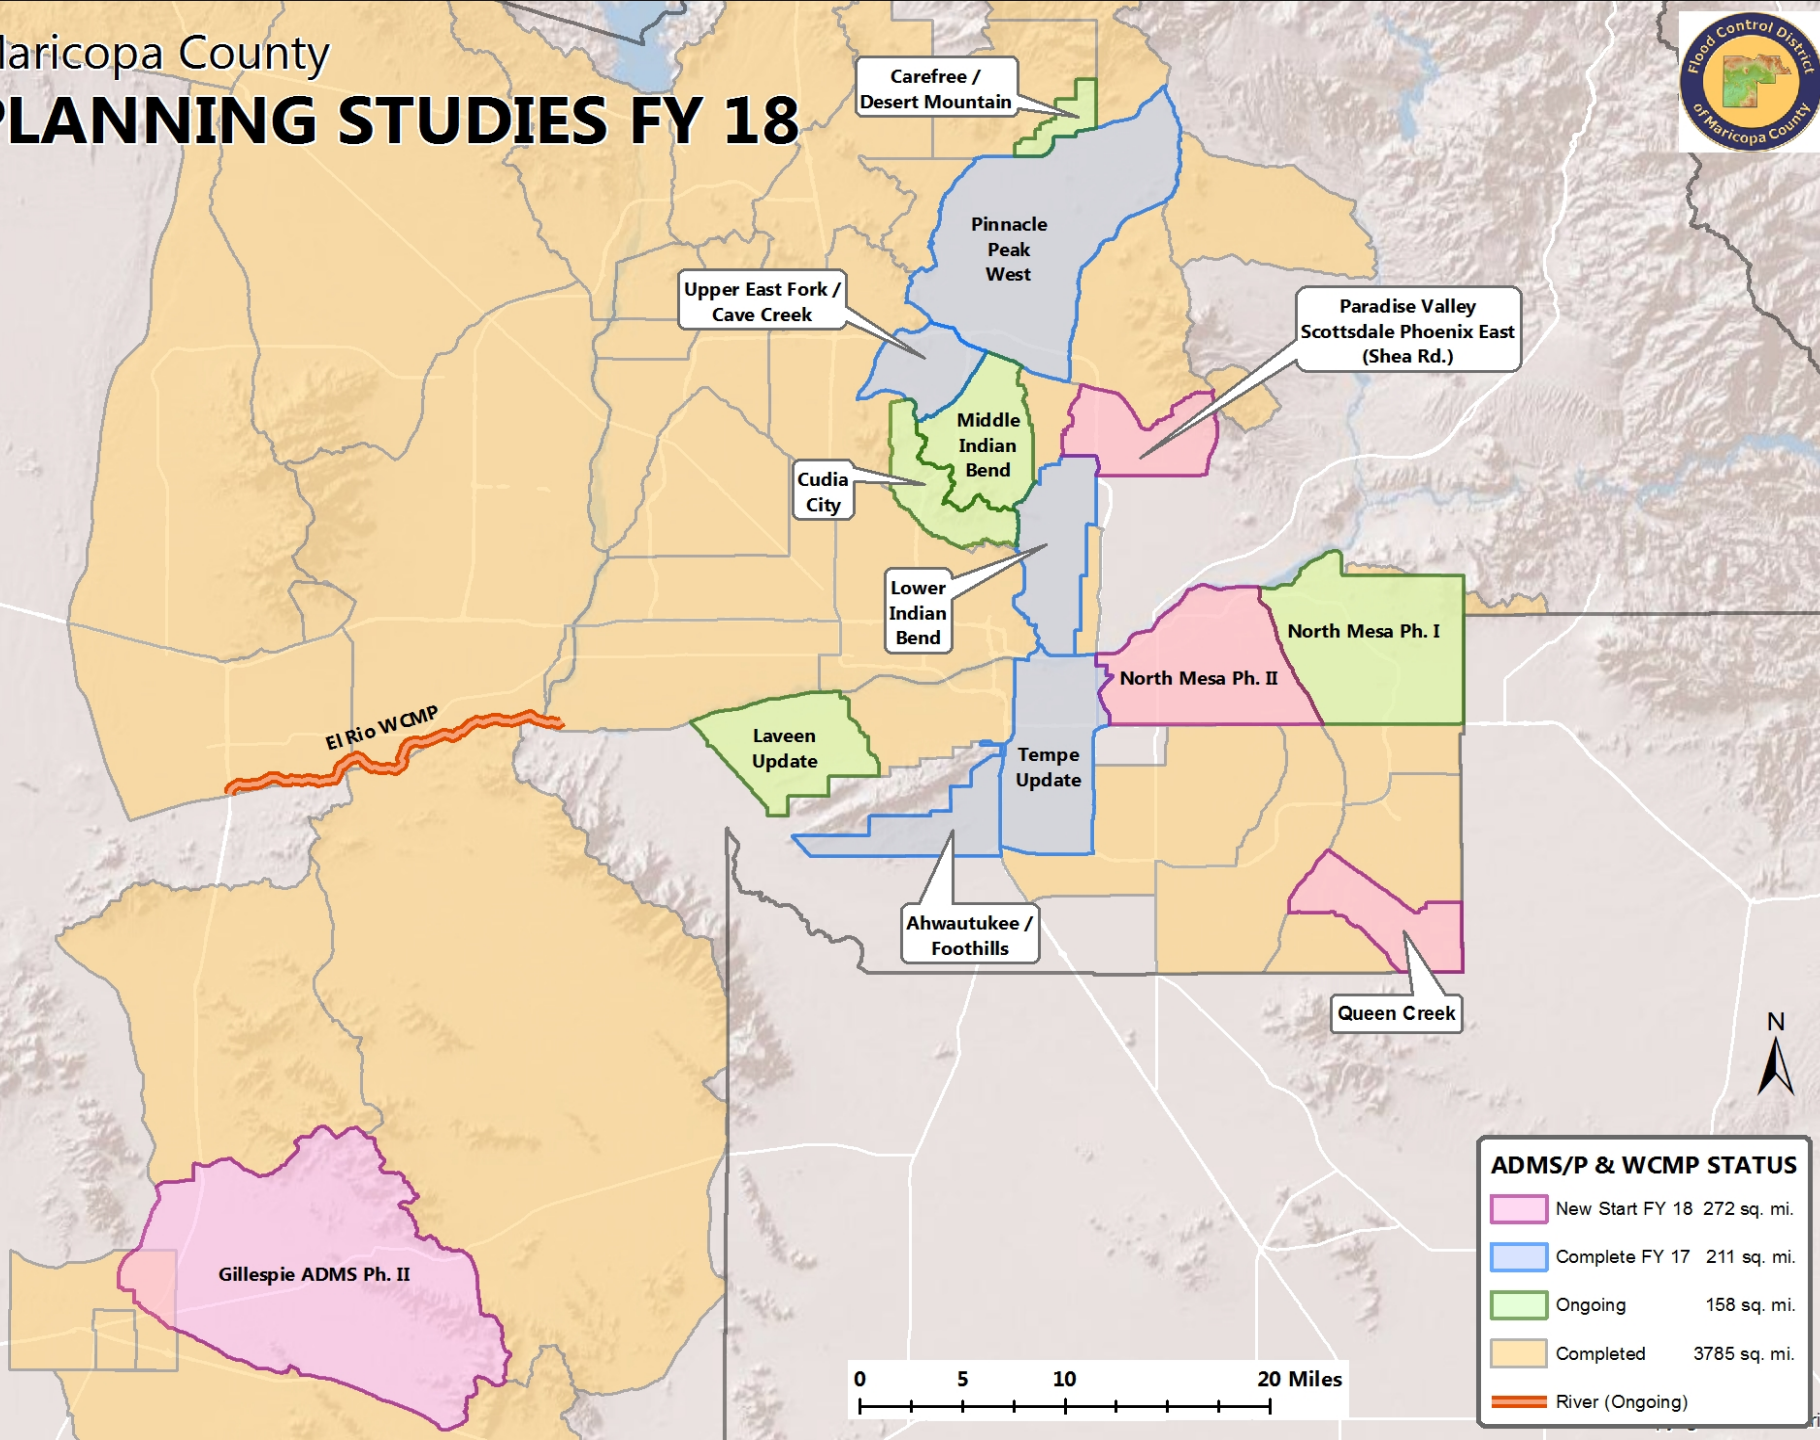 aricopa County
PLANNING STUDIES FY 18
Flood Control District
of Maricopa County
Carefree /
Desert Mountain
Pinnacle
Peak
West
Upper East Fork /
Cave Creek
Paradise Valley
Scottsdale Phoenix East
(Shea Rd.)
Middle
Indian
Bend
Cudia
City
Lower
Indian
Bend
North Mesa Ph. I
North Mesa Ph. II
El Rio WCMP
Laveen
Update
Tempe
Update
Ahwautukee /
Foothills
Queen Creek
N
Gillespie ADMS Ph. II
ADMS/P & WCMP STATUS
New Start FY 18 272 sq. mi.
Complete FY 17 211 sq. mi.
Ongoing 158 sq. mi.
Completed 3785 sq. mi.
River (Ongoing)
0 5 10 20 Miles